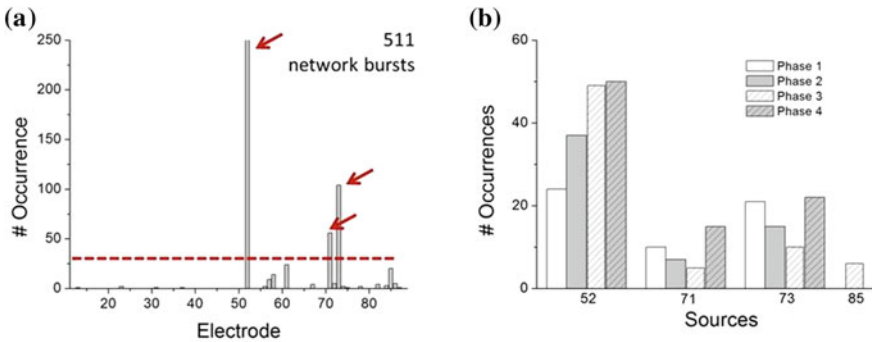 (a)
511
network bursts
# Occurrence
250
200
150
100
50
0
20
30
40
50
60
70
80
Electrode
(b)
# Occurrences
60
40
20
0
Phase 1
Phase 2
Phase 3
Phase 4
52
71
73
85
Sources